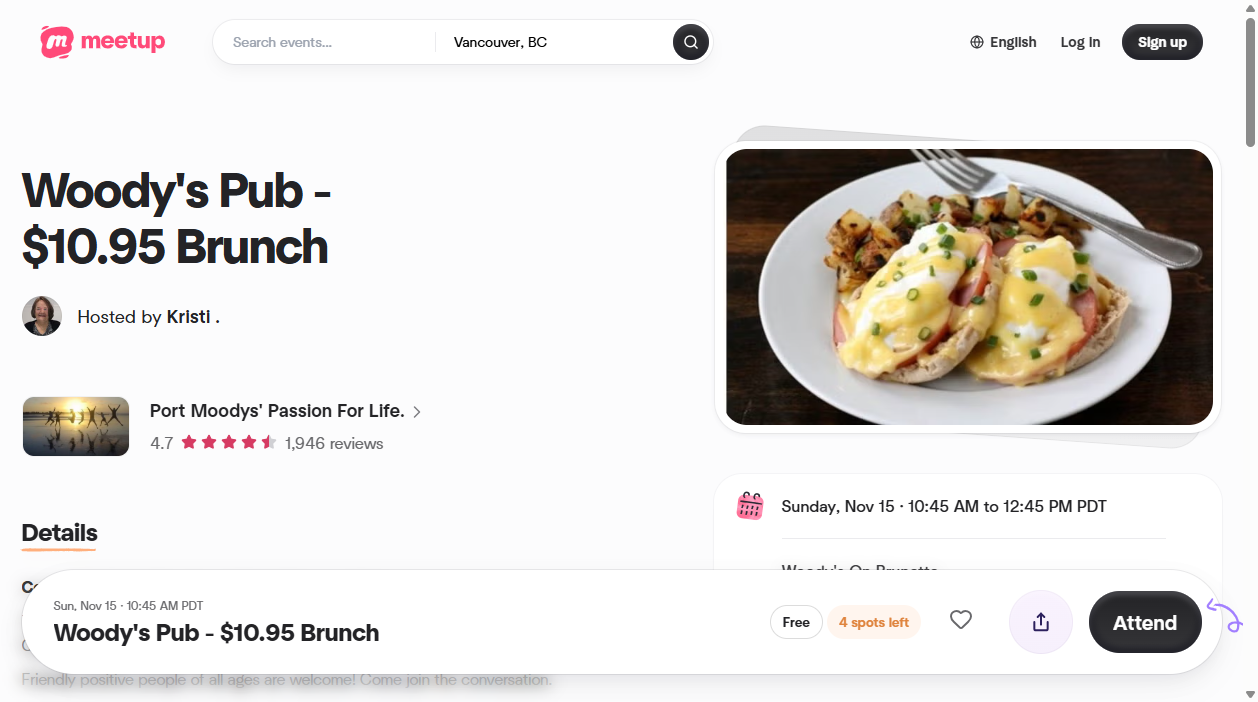 meetup
Search events...
Vancouver, BC
English
Log in
Sign up
Woody's Pub -
$10.95 Brunch
Hosted by Kristi .
Port Moodys' Passion For Life.
4.7
1,946 reviews
Details
Sunday, Nov 15 · 10:45 AM to 12:45 PM PDT
Woody's On Brunette
Sun, Nov 15 · 10:45 AM PDT
Woody's Pub - $10.95 Brunch
Free
4 spots left
Attend
Friendly positive people of all ages are welcome! Come join the conversation.